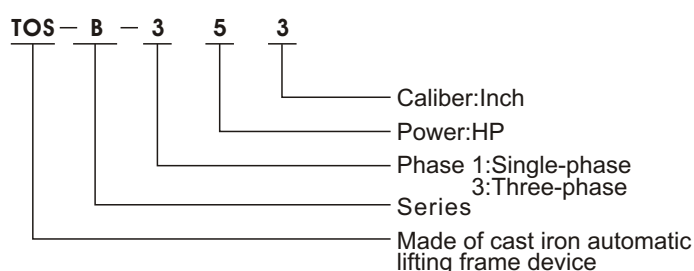 TOS— B — 3 5 3
Caliber:Inch
Power:HP
Phase 1:Single-phase
3:Three-phase
Series
Made of cast iron automatic
lifting frame device